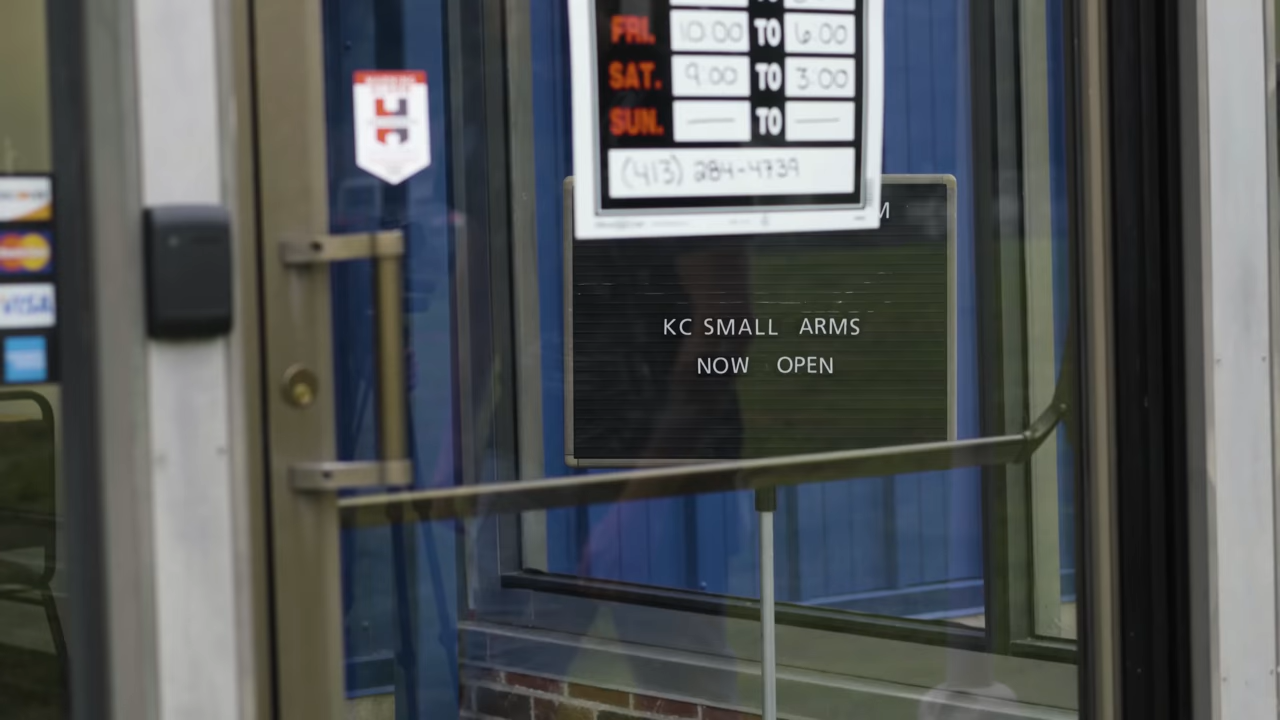 FRI. 10:00 TO 6:00
SAT. 9:00 TO 3:00
SUN. — TO —
(413) 284-4739
M
KC SMALL ARMS
NOW OPEN
VISA